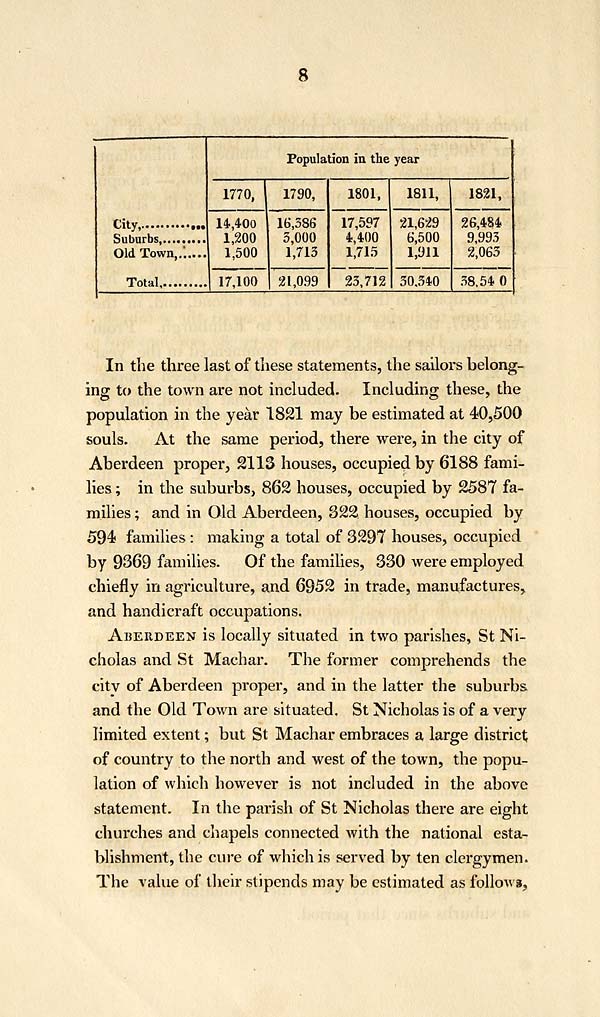 8
Population in the year
1770, 1790, 1801, 1811, 1821,
City,............. 14,400 16,386 17,597 21,629 26,484
Suburbs,......... 1,200 3,000 4,400 6,500 9,993
Old Town,...... 1,500 1,713 1,715 1,911 2,063
Total,......... 17,100 21,099 23,712 30,340 38,54 0
In the three last of these statements, the sailors belong-
ing to the town are not included. Including these, the
population in the year 1821 may be estimated at 40,500
souls. At the same period, there were, in the city of
Aberdeen proper, 2113 houses, occupied by 6188 fami-
lies; in the suburbs, 862 houses, occupied by 2587 fa-
milies; and in Old Aberdeen, 322 houses, occupied by
594 families: making a total of 3297 houses, occupied
by 9369 families. Of the families, 330 were employed
chiefly in agriculture, and 6952 in trade, manufactures,
and handicraft occupations.
ABERDEEN is locally situated in two parishes, St Ni-
cholas and St Machar. The former comprehends the
city of Aberdeen proper, and in the latter the suburbs
and the Old Town are situated. St Nicholas is of a very
limited extent; but St Machar embraces a large district
of country to the north and west of the town, the popu-
lation of which however is not included in the above
statement. In the parish of St Nicholas there are eight
churches and chapels connected with the national esta-
blishment, the cure of which is served by ten clergymen.
The value of their stipends may be estimated as follows,